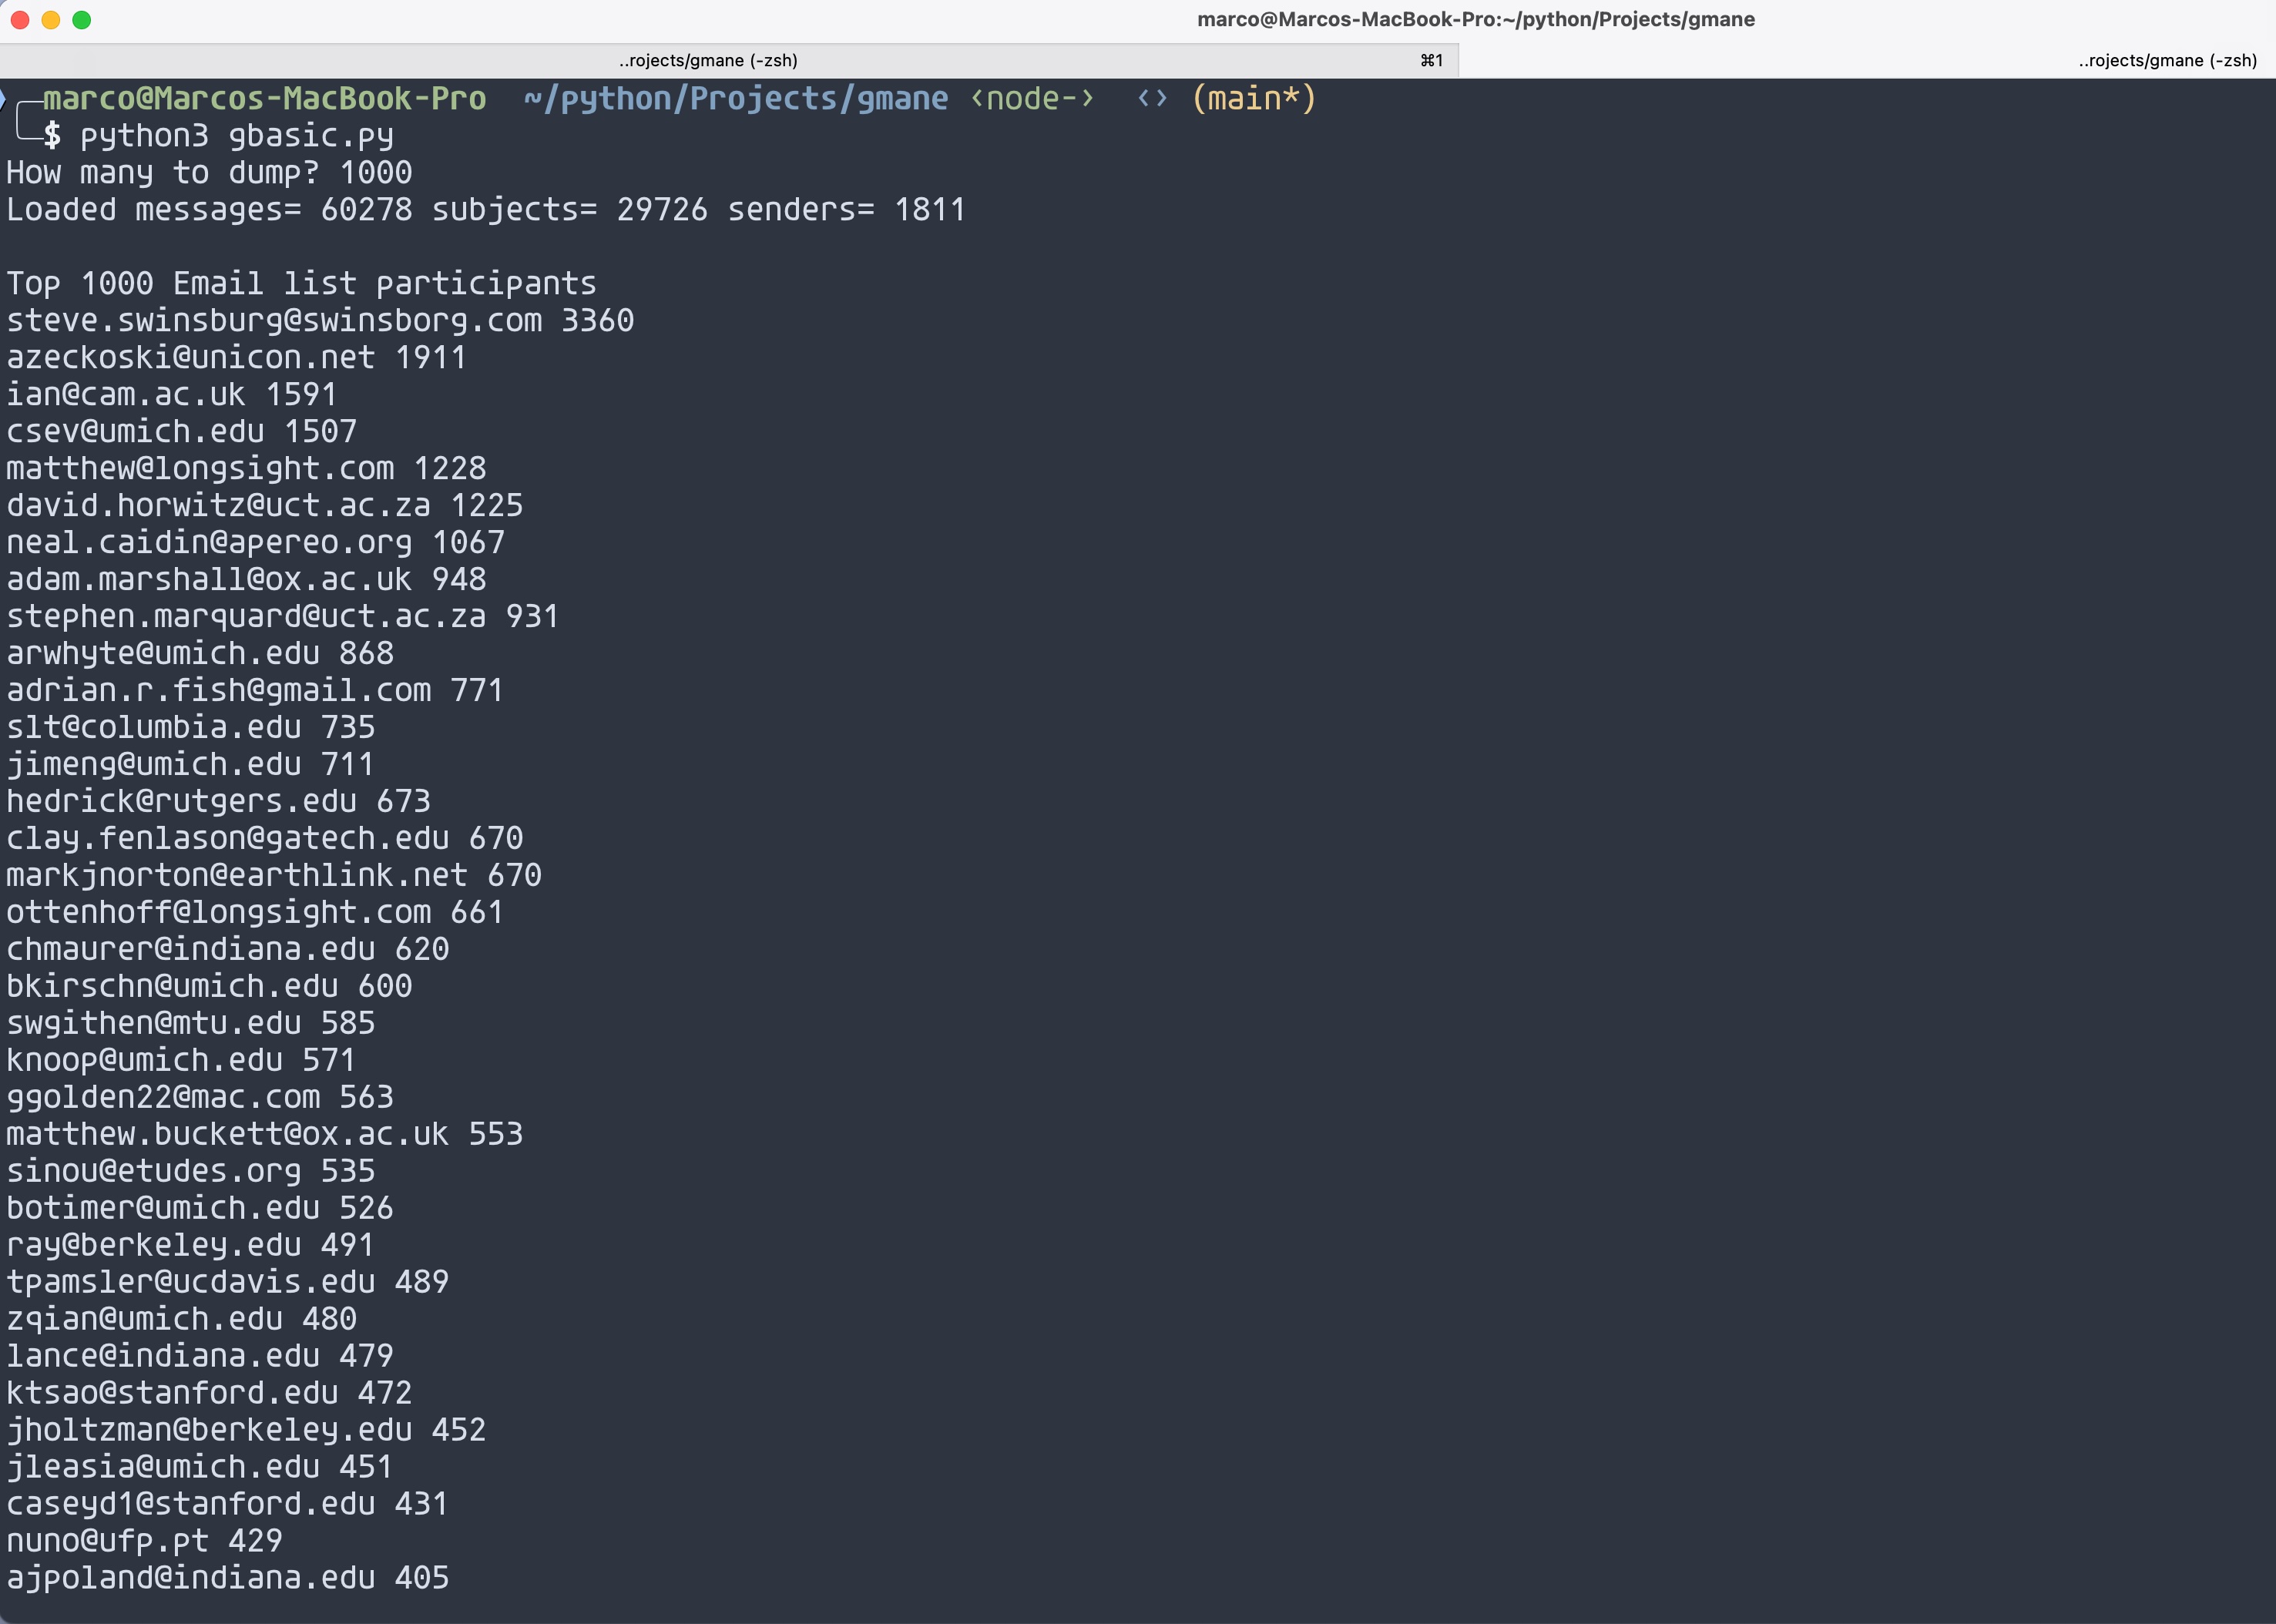 marco@Marcos-MacBook-Pro:~/python/Projects/gmane
..rojects/gmane (-zsh) ⌘1 ..rojects/gmane (-zsh)
marco@Marcos-MacBook-Pro ~/python/Projects/gmane ‹node-› ‹› (main*)
$ python3 gbasic.py
How many to dump? 1000
Loaded messages= 60278 subjects= 29726 senders= 1811
Top 1000 Email list participants
steve.swinsburg@swinsborg.com 3360
azeckoski@unicon.net 1911
ian@cam.ac.uk 1591
csev@umich.edu 1507
matthew@longsight.com 1228
david.horwitz@uct.ac.za 1225
neal.caidin@apereo.org 1067
adam.marshall@ox.ac.uk 948
stephen.marquard@uct.ac.za 931
arwhyte@umich.edu 868
adrian.r.fish@gmail.com 771
slt@columbia.edu 735
jimeng@umich.edu 711
hedrick@rutgers.edu 673
clay.fenlason@gatech.edu 670
markjnorton@earthlink.net 670
ottenhoff@longsight.com 661
chmaurer@indiana.edu 620
bkirschn@umich.edu 600
swgithen@mtu.edu 585
knoop@umich.edu 571
ggolden22@mac.com 563
matthew.buckett@ox.ac.uk 553
sinou@etudes.org 535
botimer@umich.edu 526
ray@berkeley.edu 491
tpamsler@ucdavis.edu 489
zqian@umich.edu 480
lance@indiana.edu 479
ktsao@stanford.edu 472
jholtzman@berkeley.edu 452
jleasia@umich.edu 451
caseyd1@stanford.edu 431
nuno@ufp.pt 429
ajpoland@indiana.edu 405